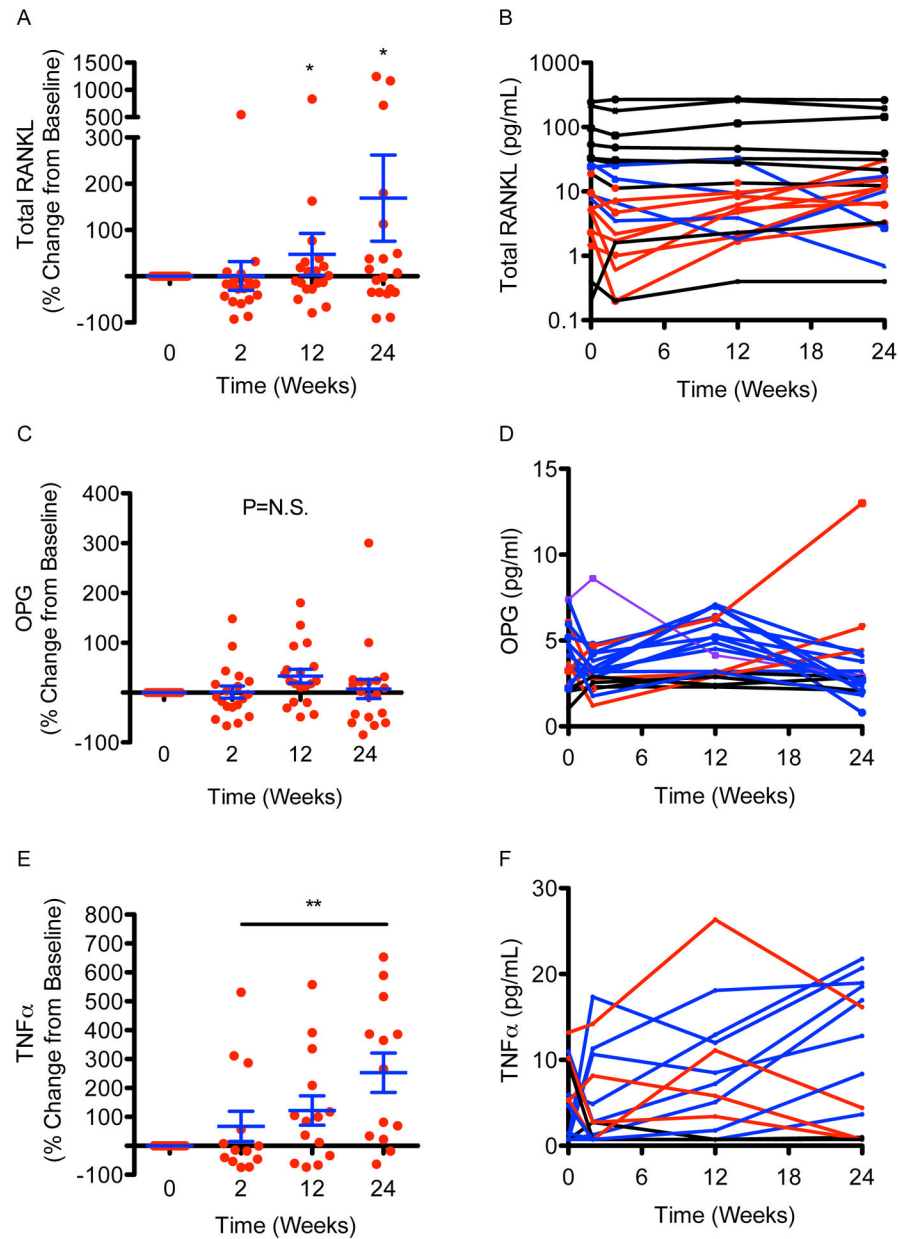 A
Total RANKL
(% Change from Baseline)
1500
1000
500
300
200
100
0
-100
*
*
0 2 12 24
Time (Weeks)
B
Total RANKL (pg/mL)
1000
100
10
1
0.1
0 6 12 18 24
Time (Weeks)
C
OPG
(% Change from Baseline)
400
300
200
100
0
-100
P=N.S.
0 2 12 24
Time (Weeks)
D
OPG (pg/ml)
15
10
5
0
0 6 12 18 24
Time (Weeks)
E
TNFα
(% Change from Baseline)
800
700
600
500
400
300
200
100
0
-100
**
0 2 12 24
Time (Weeks)
F
TNFα (pg/mL)
30
20
10
0
0 6 12 18 24
Time (Weeks)